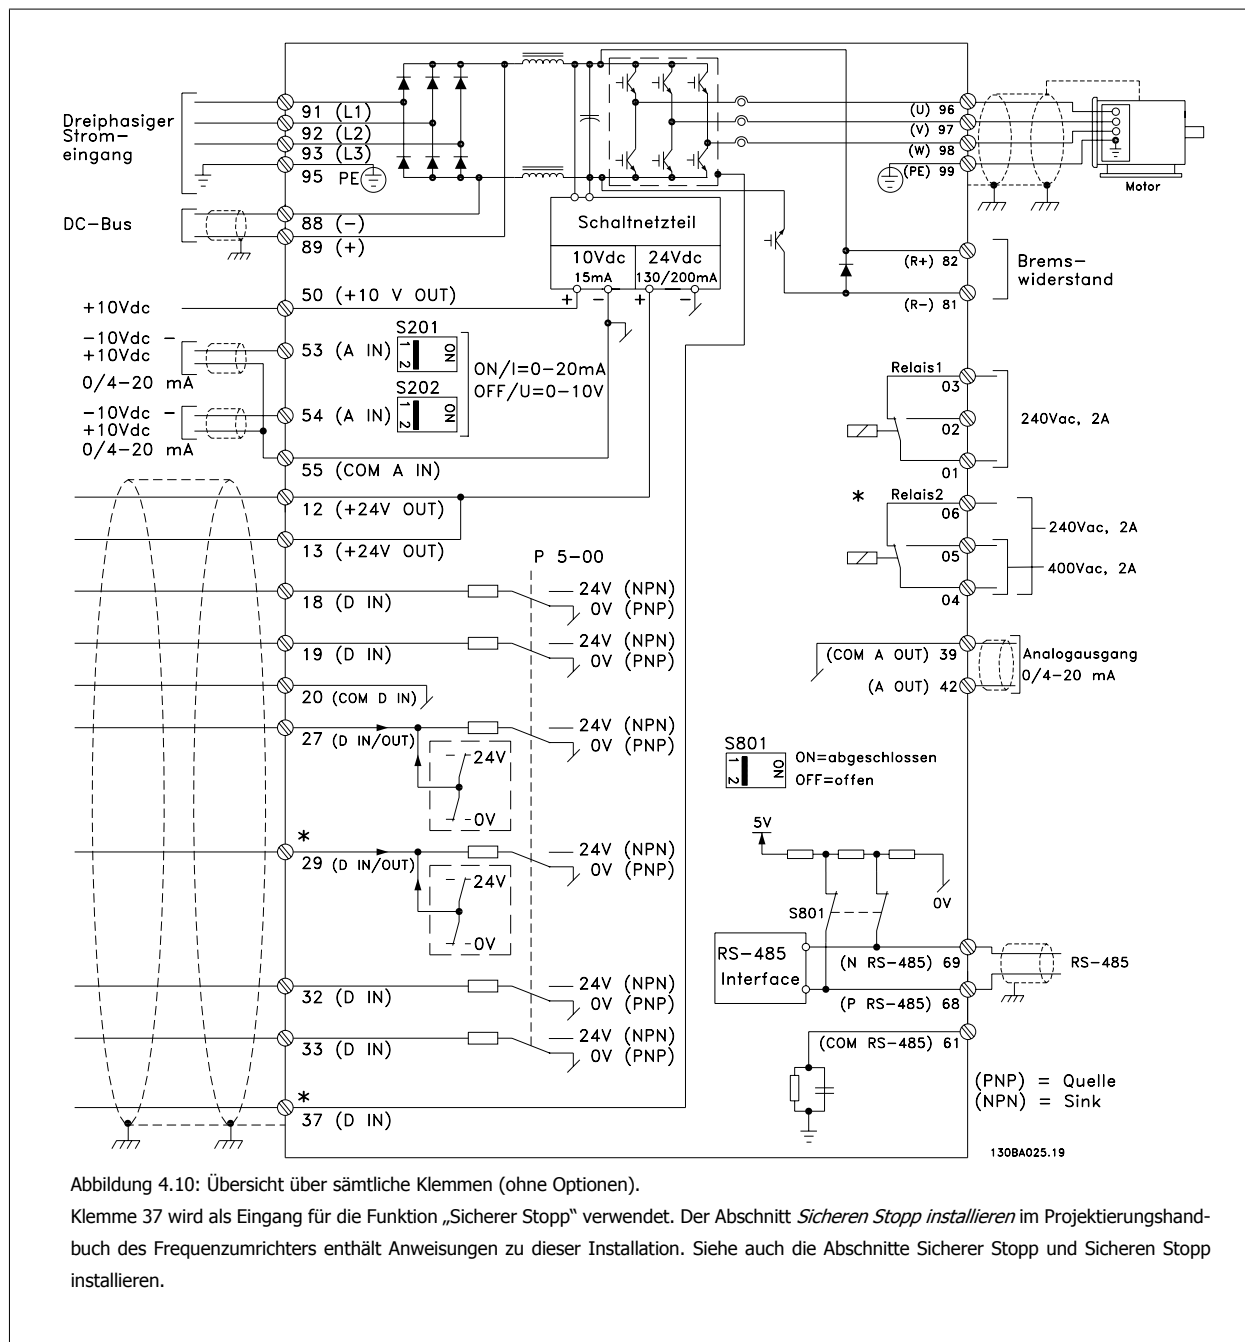 Dreiphasiger
Strom-
eingang
91 (L1)
92 (L2)
93 (L3)
95 PE
DC-Bus
88 (-)
89 (+)
+10Vdc
50 (+10 V OUT)
-10Vdc -
+10Vdc
0/4-20 mA
53 (A IN)
S201
1 2
ON
ON/I=0-20mA
OFF/U=0-10V
S202
1 2
ON
-10Vdc -
+10Vdc
0/4-20 mA
54 (A IN)
55 (COM A IN)
12 (+24V OUT)
13 (+24V OUT)
P 5-00
18 (D IN)
24V (NPN)
0V (PNP)
19 (D IN)
24V (NPN)
0V (PNP)
20 (COM D IN)
27 (D IN/OUT)
24V (NPN)
0V (PNP)
24V
0V
*
29 (D IN/OUT)
24V (NPN)
0V (PNP)
24V
0V
32 (D IN)
24V (NPN)
0V (PNP)
33 (D IN)
24V (NPN)
0V (PNP)
*
37 (D IN)
Schaltnetzteil
10Vdc
15mA
24Vdc
130/200mA
+ - + -
(U) 96
(V) 97
(W) 98
(PE) 99
Motor
(R+) 82
Brems-
widerstand
(R-) 81
Relais1
03
02
01
240Vac, 2A
*
Relais2
06
05
04
240Vac, 2A
400Vac, 2A
(COM A OUT) 39
(A OUT) 42
Analogausgang
0/4-20 mA
S801
1 2
ON
ON=abgeschlossen
OFF=offen
5V
0V
S801
RS-485
Interface
(N RS-485) 69
RS-485
(P RS-485) 68
(COM RS-485) 61
(PNP) = Quelle
(NPN) = Sink
130BA025.19
Abbildung 4.10: Übersicht über sämtliche Klemmen (ohne Optionen).
Klemme 37 wird als Eingang für die Funktion „Sicherer Stopp“ verwendet. Der Abschnitt Sicheren Stopp installieren im Projektierungshand-
buch des Frequenzumrichters enthält Anweisungen zu dieser Installation. Siehe auch die Abschnitte Sicherer Stopp und Sicheren Stopp
installieren.